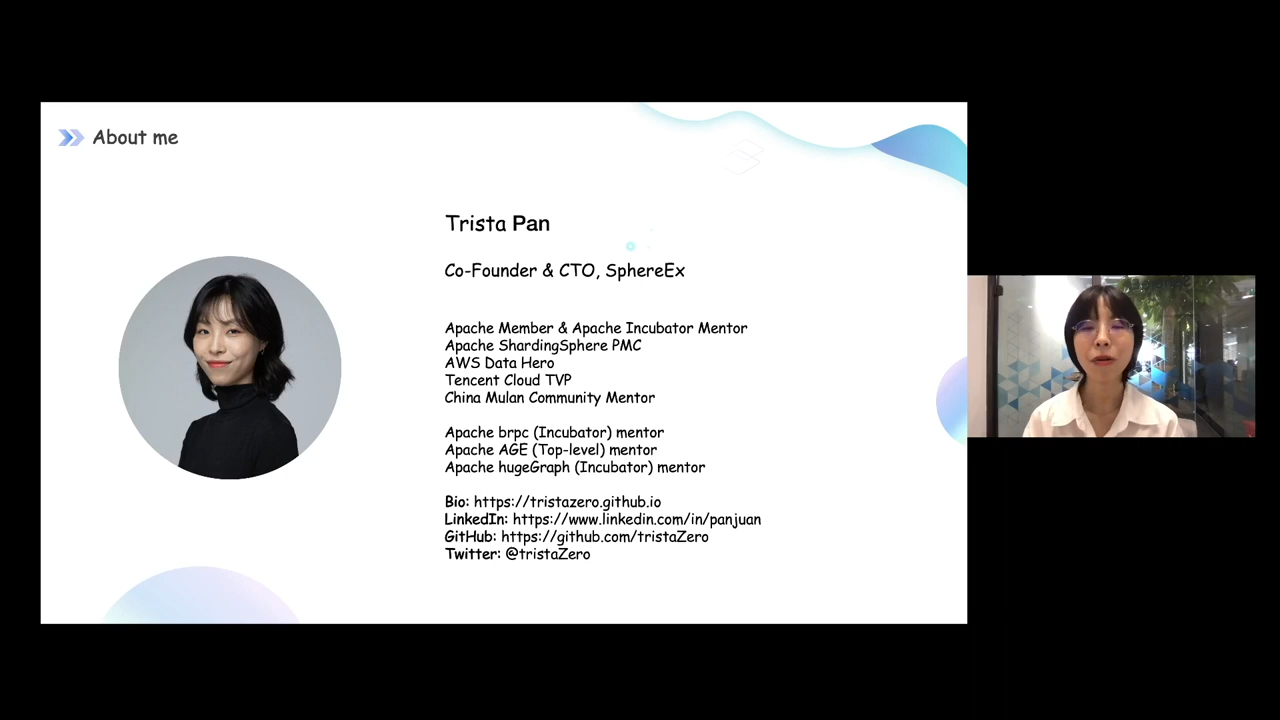 About me
Trista Pan
Co-Founder & CTO, SphereEx
Apache Member & Apache Incubator Mentor
Apache ShardingSphere PMC
AWS Data Hero
Tencent Cloud TVP
China Mulan Community Mentor
Apache brpc (Incubator) mentor
Apache AGE (Top-level) mentor
Apache hugeGraph (Incubator) mentor
Bio: https://tristazero.github.io
LinkedIn: https://www.linkedin.com/in/panjuan
GitHub: https://github.com/tristaZero
Twitter: @tristaZero